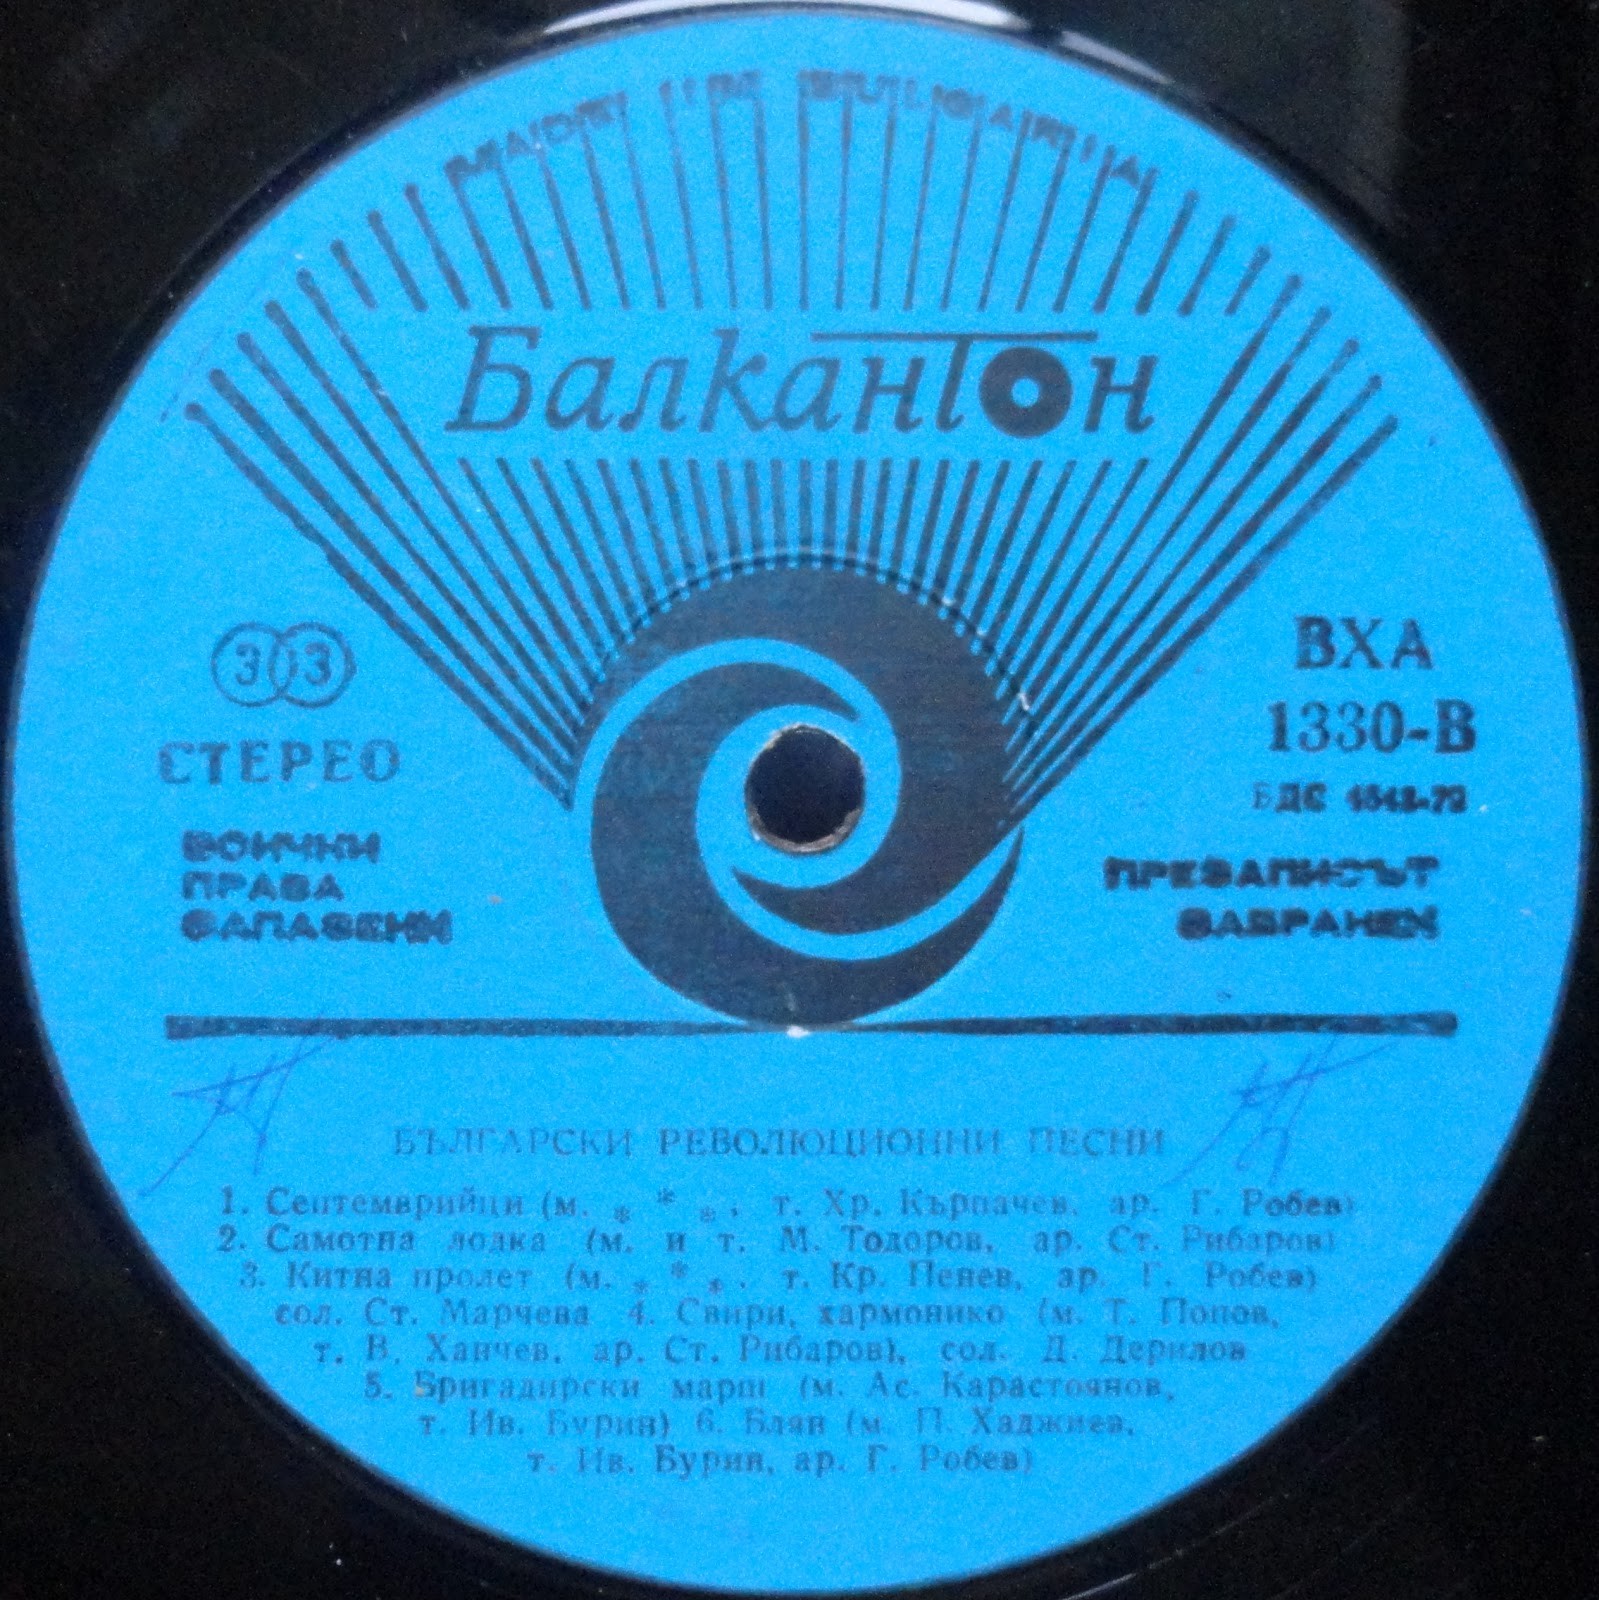 MADE IN BULGARIA
Балкантон
33
СТЕРЕО
ВСИЧКИ
ПРАВА
ЗАПАЗЕНИ
ВХА
1330-В
БДС
ПРЕЗАПИСЪТ
ЗАБРАНЕН
БЪЛГАРСКИ РЕВОЛЮЦИОННИ ПЕСНИ
1. Септемврийци (м. * * *, т. Хр. Кърпачев, ар. Г. Робев)
2. Самотна лодка (м. и т. М. Тодоров, ар. Ст. Рибаров)
3. Китна пролет (м. * * *. т. Кр. Пенев, ар. Г. Робев)
сол. Ст. Марчева 4. Свири, хармонико (м. Т. Попов,
т. В. Ханчев, ар. Ст. Рибаров), сол. Д. Дерилов
5. Бригадирски марш (м. Ас. Карастоянов,
т. Ив. Бурин) 6. Блян (м. П. Хаджиев,
т. Ив. Бурин, ар. Г. Робев)